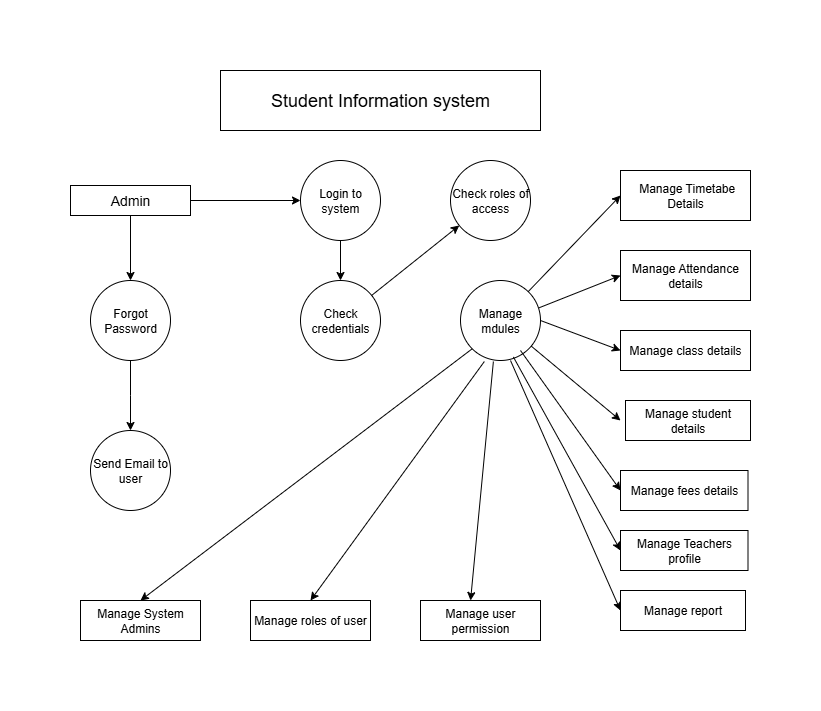 Student Information system
Admin
Login to
system
Check roles of
access
Manage Timetabe
Details
Manage Attendance
details
Forgot
Password
Check
credentials
Manage
mdules
Manage class details
Manage student
details
Send Email to
user
Manage fees details
Manage Teachers
profile
Manage System
Admins
Manage roles of user
Manage user
permission
Manage report